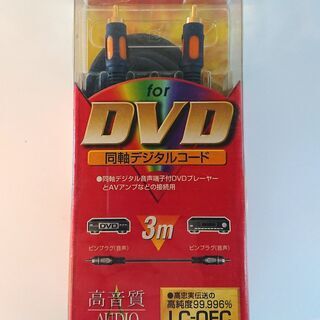 for
DVD
同軸デジタルコード
●同軸デジタル音声端子付DVDプレーヤー
とAVアンプなどの接続用
3m
DVD
ピンプラグ(音声)
ピンプラグ(音声)
高音質
AUDIO
●高忠実伝送の
高純度99.996%
LC-OFC